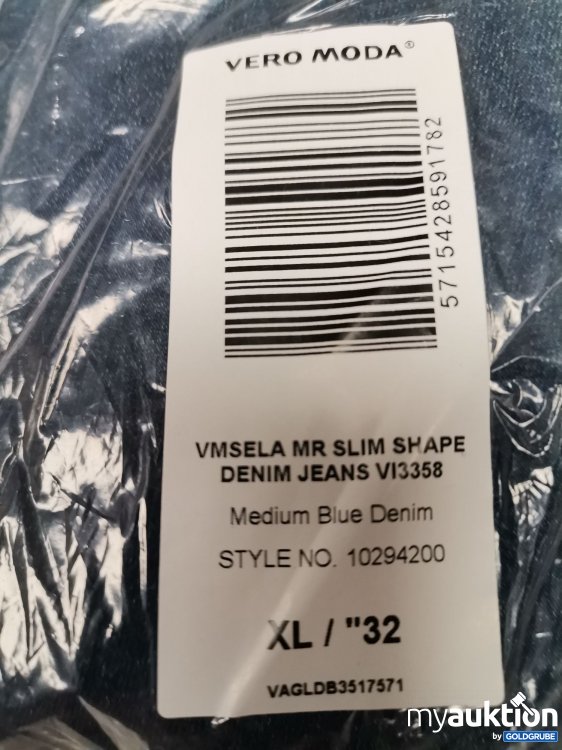 VERO MODA®
5715428591782
VMSELA MR SLIM SHAPE
DENIM JEANS VI3358
Medium Blue Denim
STYLE NO. 10294200
XL / "32
VAGLDB3517571
myauktion
by GOLDGRUBE